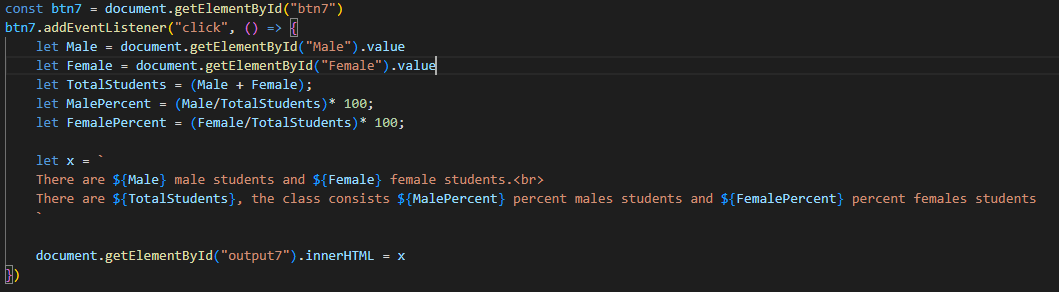 const btn7 = document.getElementById("btn7")
btn7.addEventListener("click", () => {
    let Male = document.getElementById("Male").value
    let Female = document.getElementById("Female").value
    let TotalStudents = (Male + Female);
    let MalePercent = (Male/TotalStudents)* 100;
    let FemalePercent = (Female/TotalStudents)* 100;

    let x = `
    There are ${Male} male students and ${Female} female students.<br>
    There are ${TotalStudents}, the class consists ${MalePercent} percent males students and ${FemalePercent} percent females students
    `

    document.getElementById("output7").innerHTML = x
})